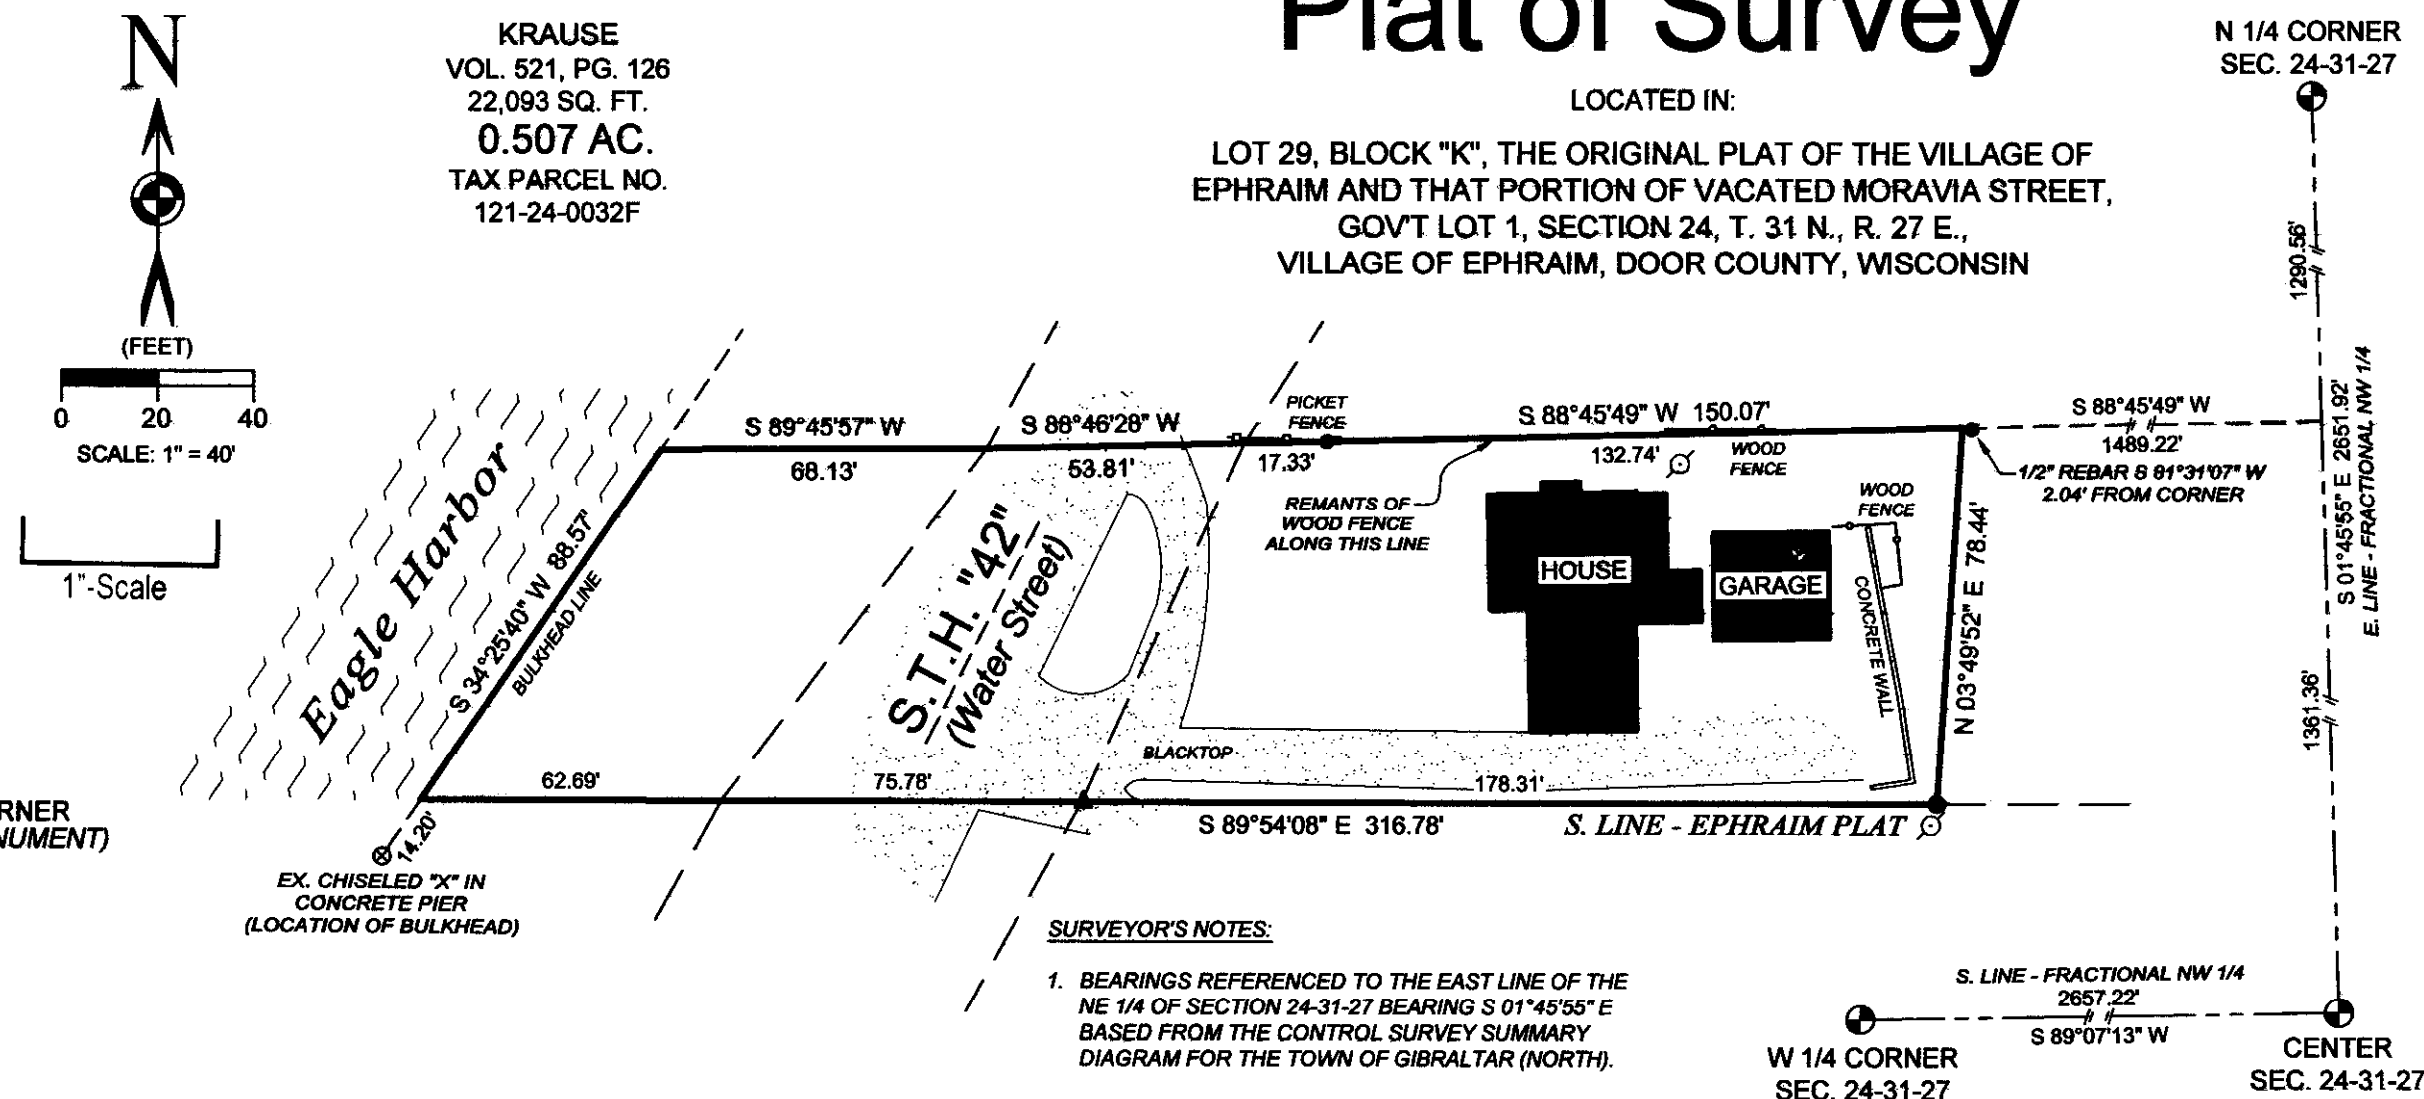 Plat of Survey
N
KRAUSE
VOL. 521, PG. 126
22,093 SQ. FT.
0.507 AC.
TAX PARCEL NO.
121-24-0032F
LOCATED IN:
LOT 29, BLOCK "K", THE ORIGINAL PLAT OF THE VILLAGE OF
EPHRAIM AND THAT PORTION OF VACATED MORAVIA STREET,
GOV'T LOT 1, SECTION 24, T. 31 N., R. 27 E.,
VILLAGE OF EPHRAIM, DOOR COUNTY, WISCONSIN
N 1/4 CORNER
SEC. 24-31-27
1290.56'
(FEET)
0 20 40
SCALE: 1" = 40'
1"-Scale
Eagle Harbor
S 34°25'40" W 88.57'
BULKHEAD LINE
S 89°45'57" W
68.13'
S 88°46'28" W
53.81'
PICKET
FENCE
17.33'
S 88°45'49" W 150.07'
132.74'
WOOD
FENCE
REMANTS OF
WOOD FENCE
ALONG THIS LINE
S.T.H. "42"
(Water Street)
HOUSE
GARAGE
WOOD
FENCE
CONCRETE WALL
N 03°49'52" E 78.44'
S 88°45'49" W
1489.22'
1/2" REBAR S 81°31'07" W
2.04' FROM CORNER
S 01°45'55" E 2651.92'
E. LINE - FRACTIONAL NW 1/4
1361.36'
BLACKTOP
62.69'
75.78'
178.31'
S 89°54'08" E 316.78'
S. LINE - EPHRAIM PLAT
RNER
NUMENT)
14.20'
EX. CHISELED "X" IN
CONCRETE PIER
(LOCATION OF BULKHEAD)
SURVEYOR'S NOTES:
1. BEARINGS REFERENCED TO THE EAST LINE OF THE
NE 1/4 OF SECTION 24-31-27 BEARING S 01°45'55" E
BASED FROM THE CONTROL SURVEY SUMMARY
DIAGRAM FOR THE TOWN OF GIBRALTAR (NORTH).
S. LINE - FRACTIONAL NW 1/4
2657.22'
S 89°07'13" W
W 1/4 CORNER
SEC. 24-31-27
CENTER
SEC. 24-31-27